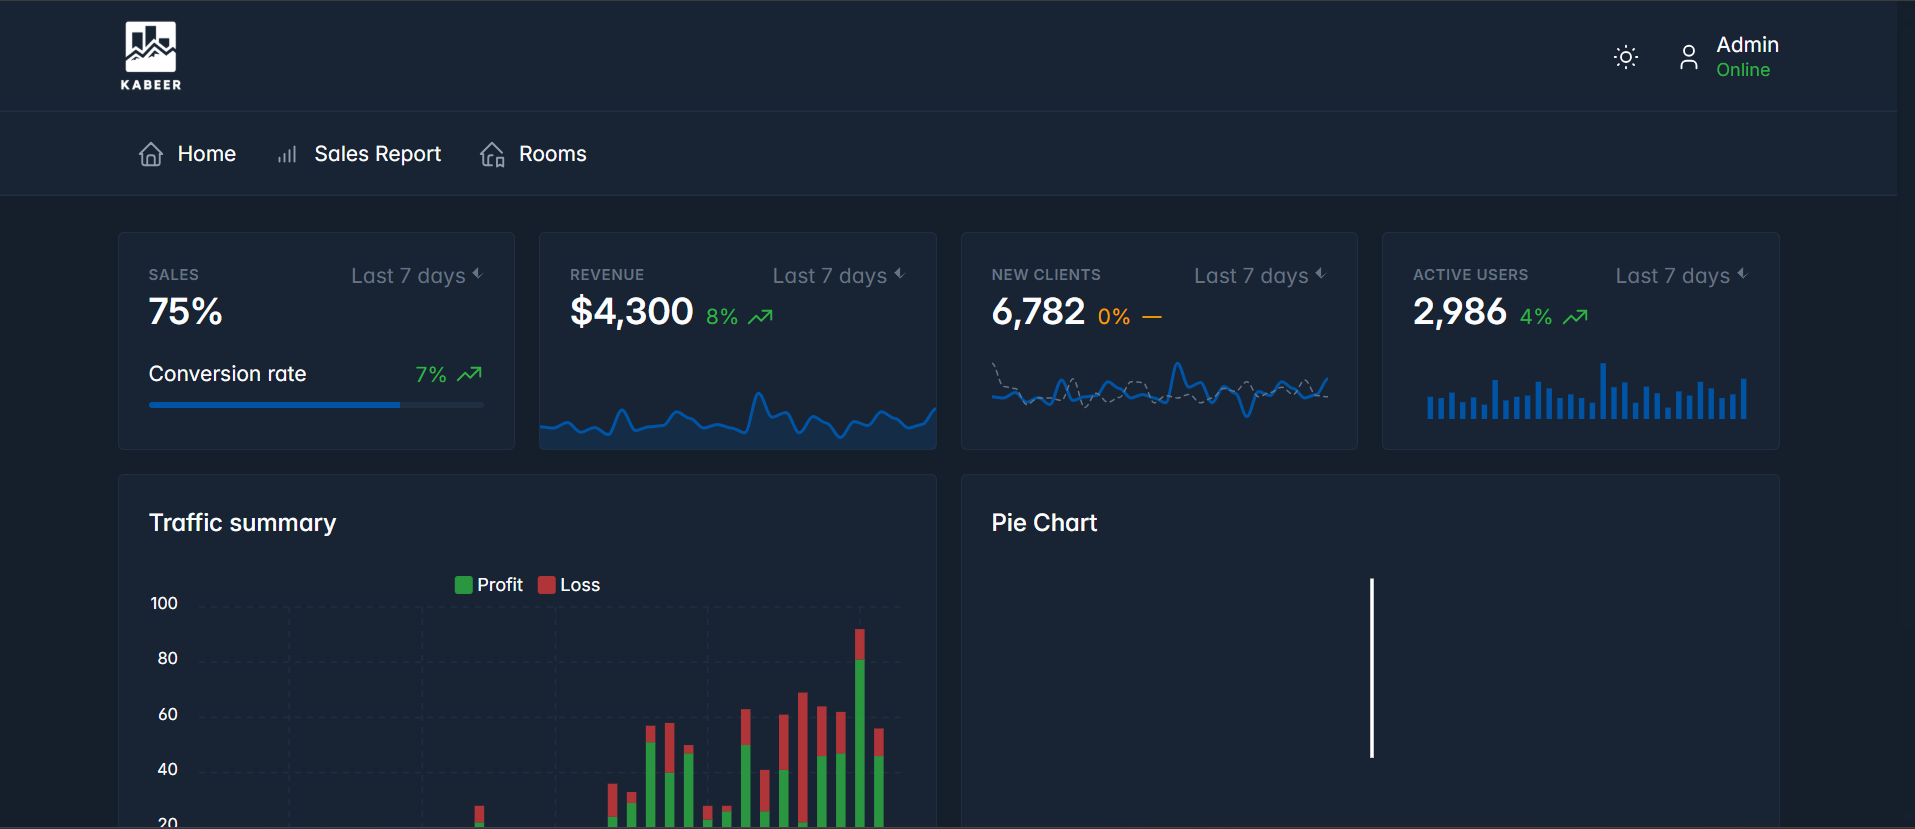 KABEER
Admin
Online
Home
Sales Report
Rooms
SALES
Last 7 days
75%
Conversion rate
7%
REVENUE
Last 7 days
$4,300
8%
NEW CLIENTS
Last 7 days
6,782
0%
ACTIVE USERS
Last 7 days
2,986
4%
Traffic summary
Profit
Loss
100
80
60
40
20
Pie Chart